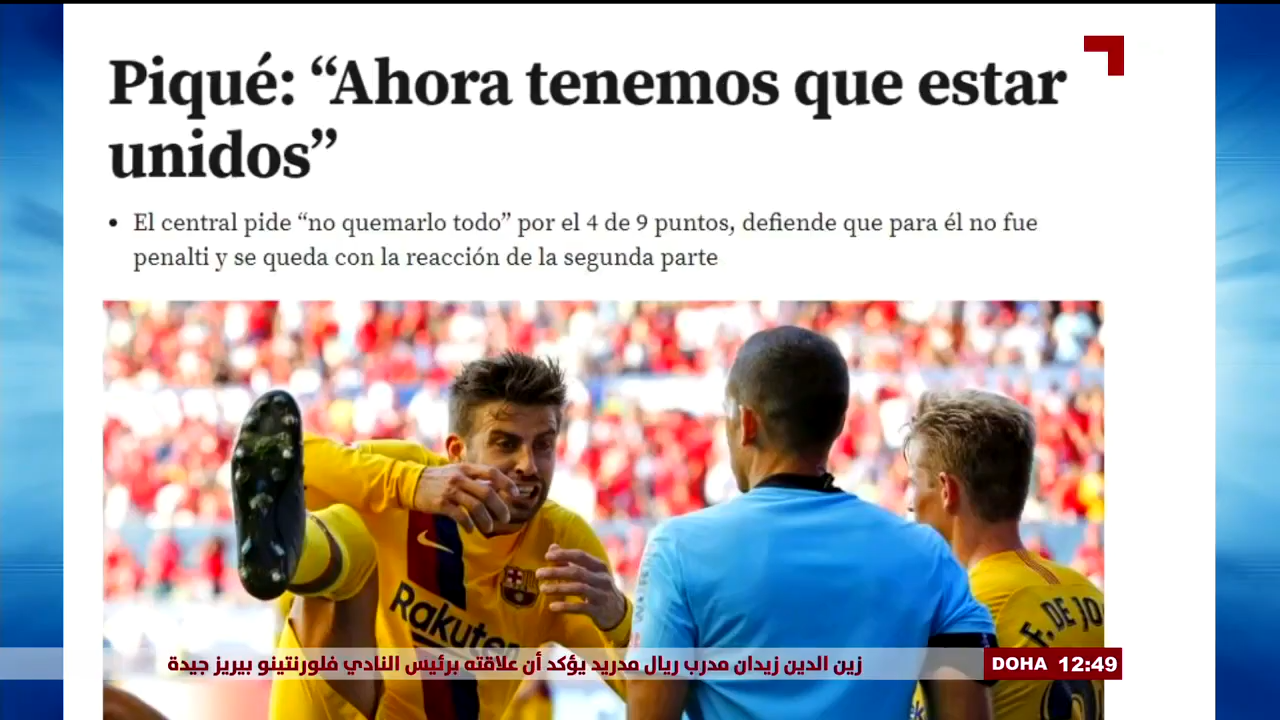 Piqué: “Ahora tenemos que estar
unidos”
• El central pide “no quemarlo todo” por el 4 de 9 puntos, defiende que para él no fue
penalti y se queda con la reacción de la segunda parte
Rakuten
F. DE JO
زين الدين زيدان مدرب ريال مدريد يؤكد أن علاقته برئيس النادي فلورنتينو بيريز جيدة
DOHA 12:49